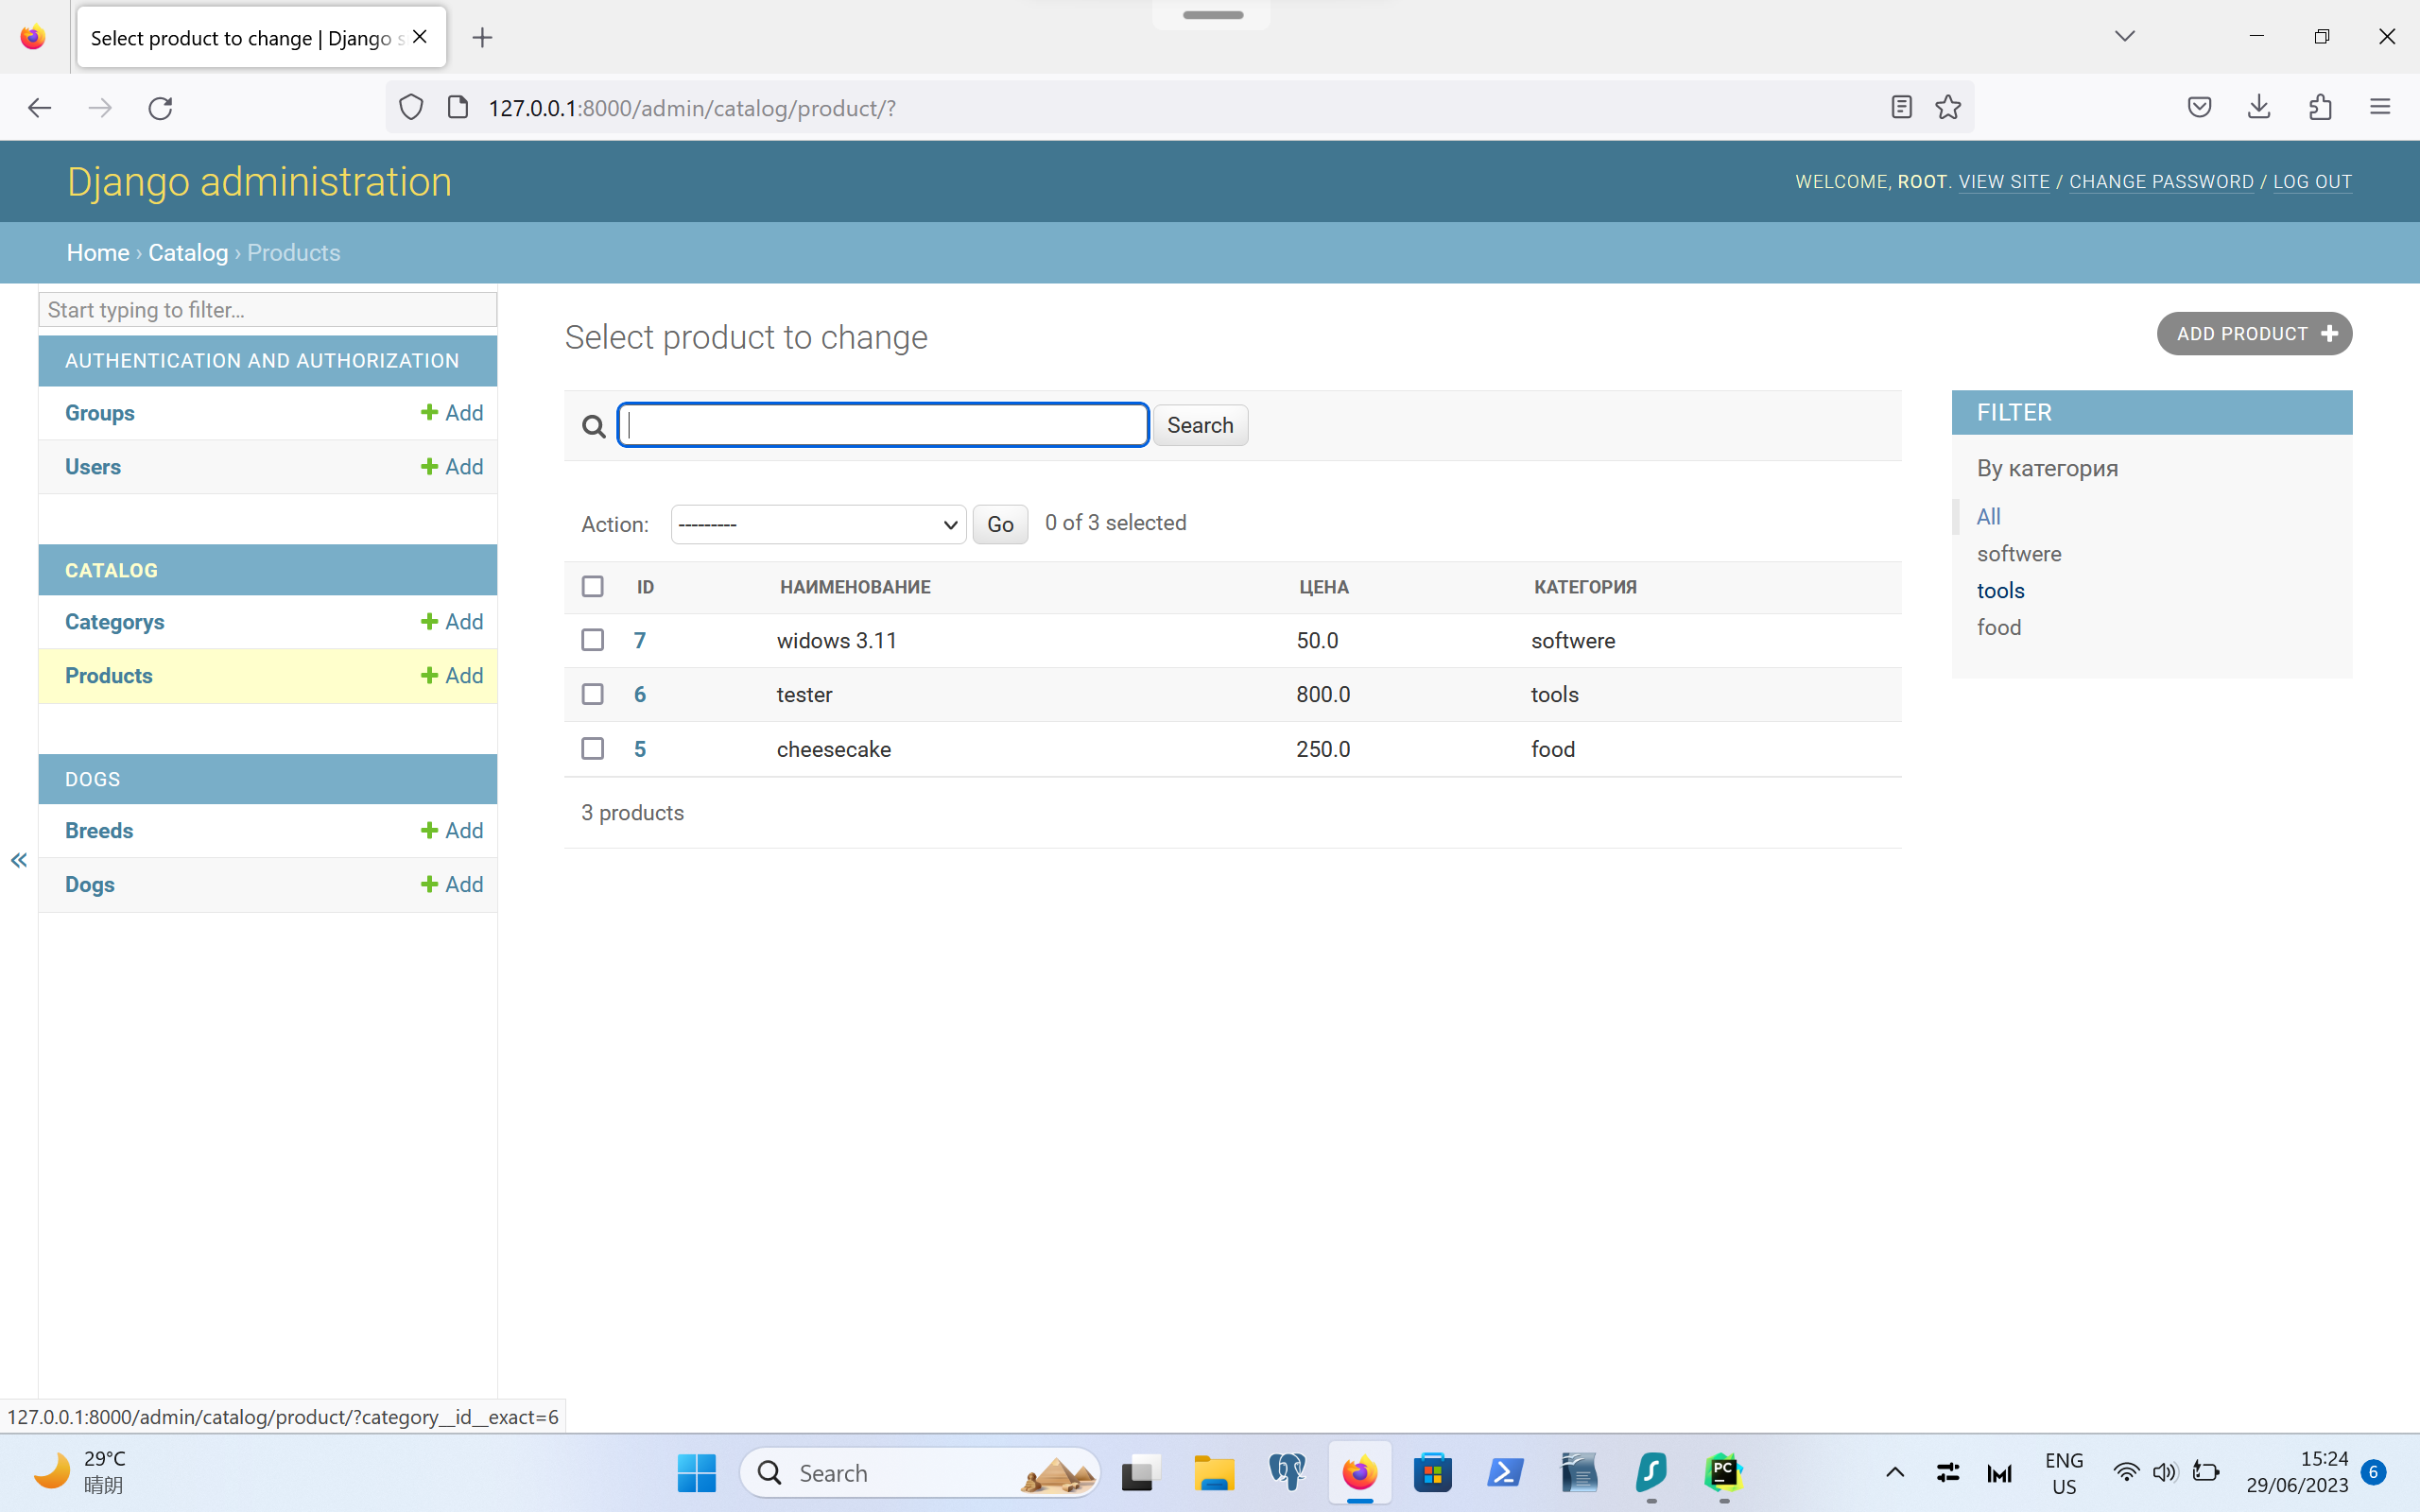 Select product to change | Django s
127.0.0.1:8000/admin/catalog/product/?
Django administration
WELCOME, ROOT. VIEW SITE / CHANGE PASSWORD / LOG OUT
Home › Catalog › Products
Start typing to filter...
AUTHENTICATION AND AUTHORIZATION
Groups Add
Users Add
CATALOG
Categorys Add
Products Add
DOGS
Breeds Add
Dogs Add
Select product to change
ADD PRODUCT
Search
Action: --------- Go 0 of 3 selected
ID НАИМЕНОВАНИЕ ЦЕНА КАТЕГОРИЯ
7 widows 3.11 50.0 softwere
6 tester 800.0 tools
5 cheesecake 250.0 food
3 products
FILTER
By категория
All
softwere
tools
food
127.0.0.1:8000/admin/catalog/product/?category__id__exact=6
29°C
晴朗
Search
PC
ENG
US
15:24
29/06/2023
6